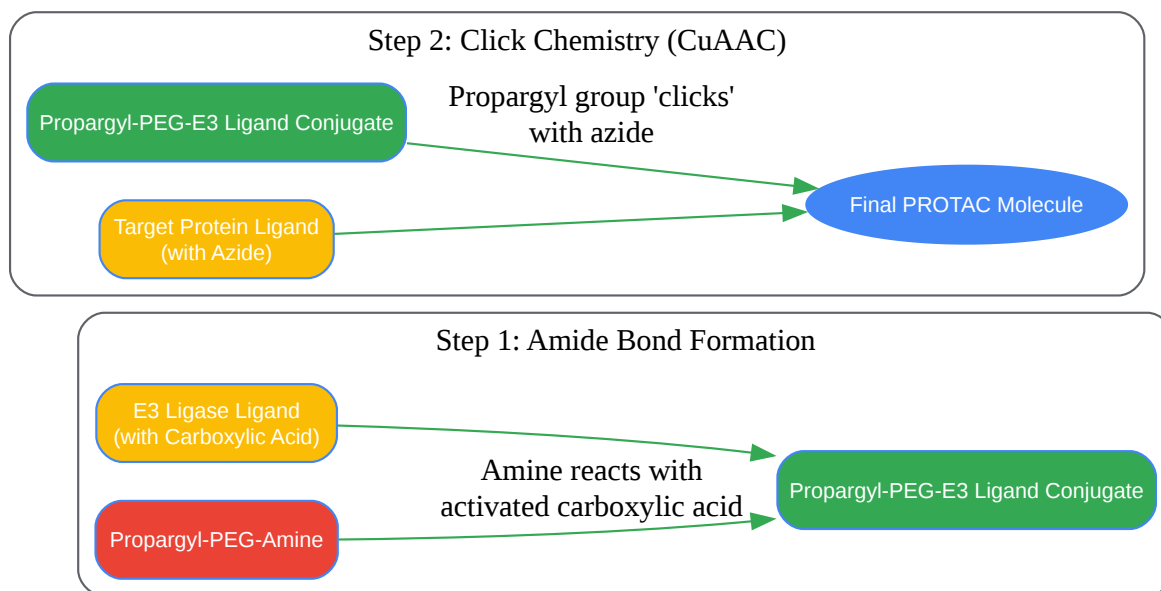 Step 2: Click Chemistry (CuAAC)
Propargyl-PEG-E3 Ligand Conjugate
Propargyl group 'clicks'
with azide
Target Protein Ligand
(with Azide)
Final PROTAC Molecule
Step 1: Amide Bond Formation
E3 Ligase Ligand
(with Carboxylic Acid)
Amine reacts with
activated carboxylic acid
Propargyl-PEG-Amine
Propargyl-PEG-E3 Ligand Conjugate